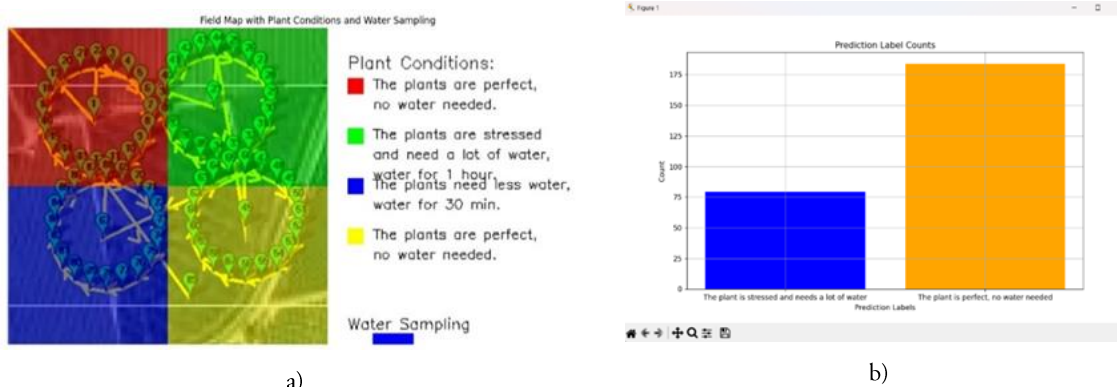 Field Map with Plant Conditions and Water Sampling
Plant Conditions:
The plants are perfect,
no water needed.
The plants are stressed
and need a lot of water,
water for 1 hour.
The plants need less water,
water for 30 min.
The plants are perfect,
no water needed.
Water Sampling
a)
Figure 1
Prediction Label Counts
Count
175
150
125
100
75
50
25
0
The plant is stressed and needs a lot of water
The plant is perfect, no water needed
Prediction Labels
b)